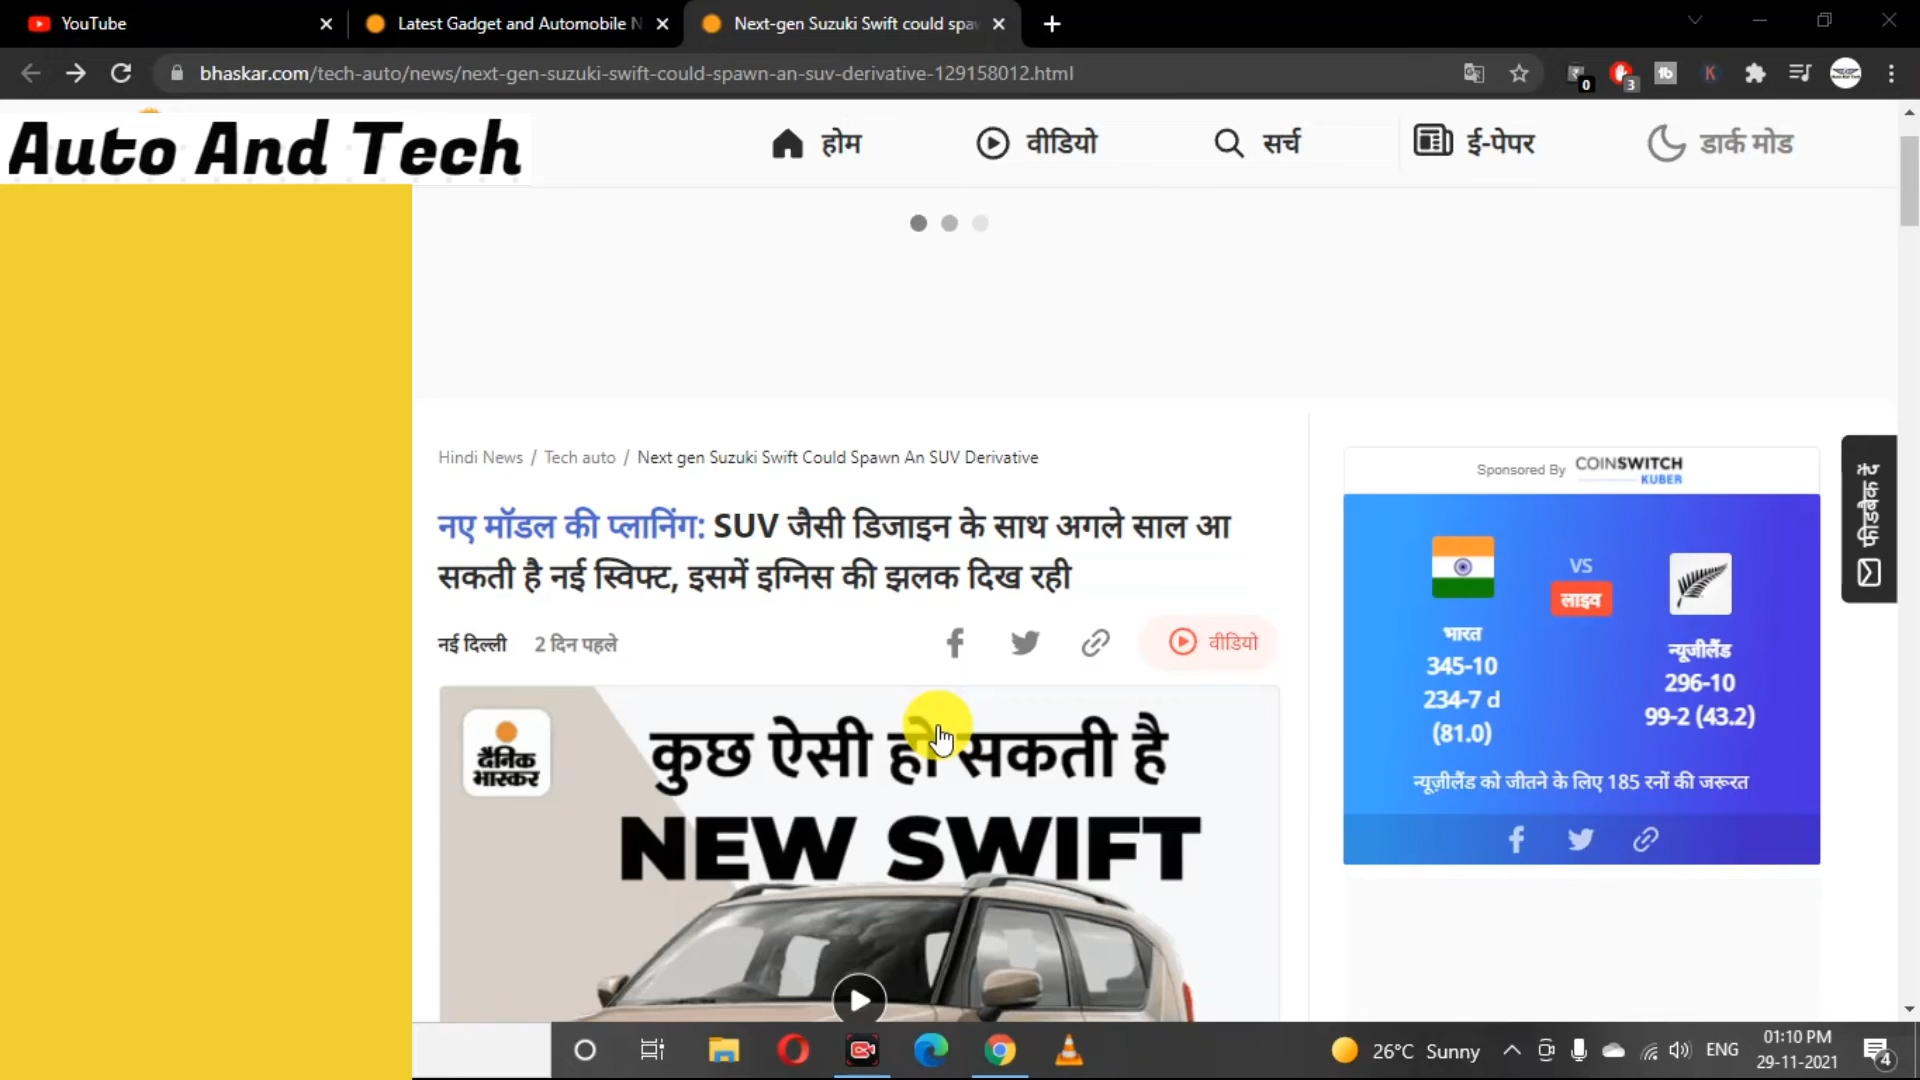 YouTube
Latest Gadget and Automobile N
Next-gen Suzuki Swift could spa
bhaskar.com/tech-auto/news/next-gen-suzuki-swift-could-spawn-an-suv-derivative-129158012.html
0
3
tb
K
Auto And Tech
होम
वीडियो
सर्च
ई-पेपर
डार्क मोड
Hindi News / Tech auto / Next gen Suzuki Swift Could Spawn An SUV Derivative
नए मॉडल की प्लानिंग: SUV जैसी डिजाइन के साथ अगले साल आ
सकती है नई स्विफ्ट, इसमें इग्निस की झलक दिख रही
नई दिल्ली 2 दिन पहले
वीडियो
दैनिक
भास्कर
कुछ ऐसी हो सकती है
NEW SWIFT
Sponsored By COINSWITCH
KUBER
VS
लाइव
भारत
345-10
234-7 d
(81.0)
न्यूजीलैंड
296-10
99-2 (43.2)
न्यूज़ीलैंड को जीतने के लिए 185 रनों की जरूरत
फीडबैक दें
26°C Sunny
ENG
01:10 PM
29-11-2021
4